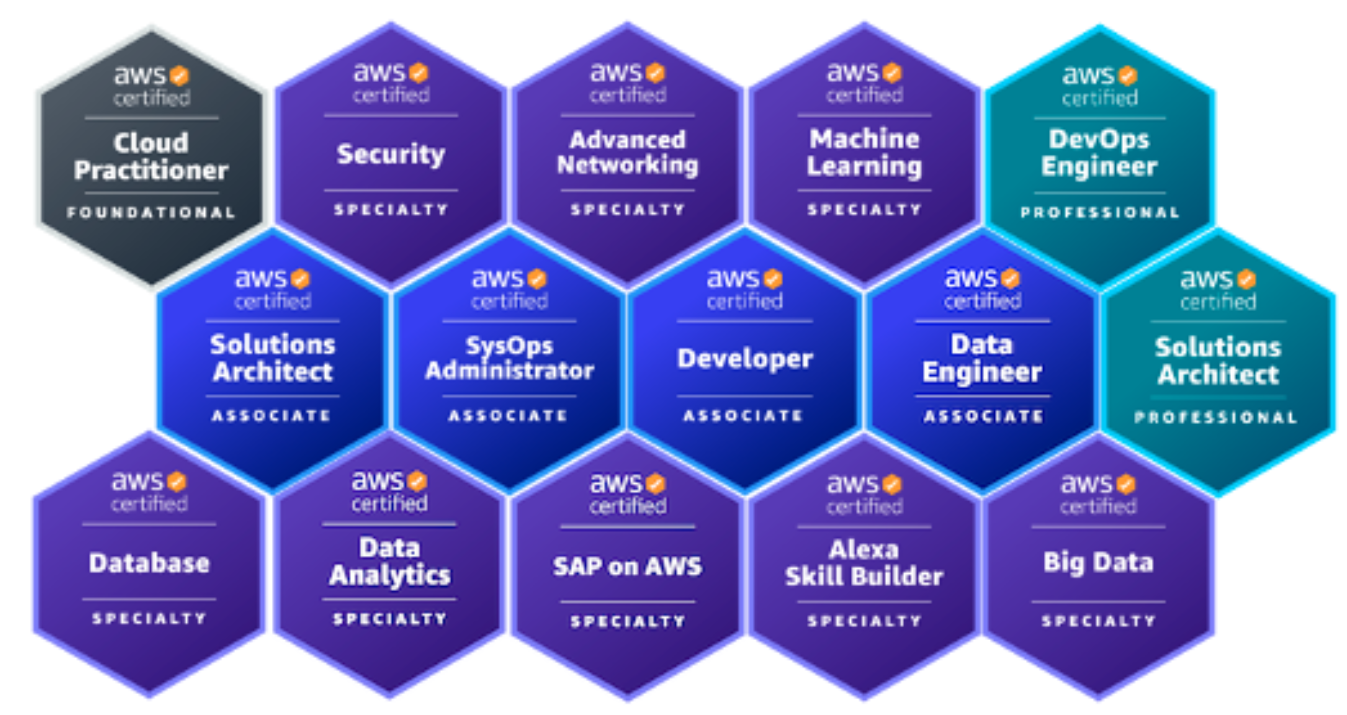 aws
certified
Cloud
Practitioner
FOUNDATIONAL
aws
certified
Security
SPECIALTY
aws
certified
Advanced
Networking
SPECIALTY
aws
certified
Machine
Learning
SPECIALTY
aws
certified
DevOps
Engineer
PROFESSIONAL
aws
certified
Solutions
Architect
ASSOCIATE
aws
certified
SysOps
Administrator
ASSOCIATE
aws
certified
Developer
ASSOCIATE
aws
certified
Data
Engineer
ASSOCIATE
aws
certified
Solutions
Architect
PROFESSIONAL
aws
certified
Database
SPECIALTY
aws
certified
Data
Analytics
SPECIALTY
aws
certified
SAP on AWS
SPECIALTY
aws
certified
Alexa
Skill Builder
SPECIALTY
aws
certified
Big Data
SPECIALTY